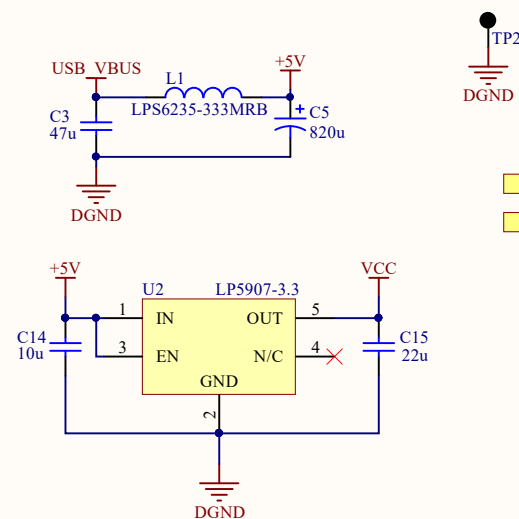 TP2
DGND
USB_VBUS
L1
+5V
LPS6235-333MRB
C3
47u
+
C5
820u
DGND
+5V
VCC
U2
LP5907-3.3
1
IN
OUT
5
C14
10u
3
EN
N/C
4
C15
22u
GND
2
DGND